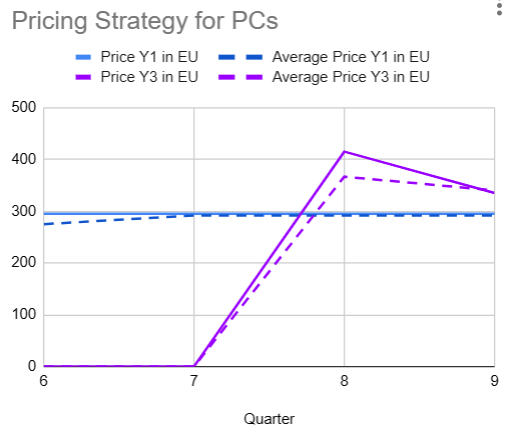 Pricing Strategy for PCs
Price Y1 in EU Average Price Y1 in EU
Price Y3 in EU Average Price Y3 in EU
500
400
300
200
100
0
6 7 8 9
Quarter